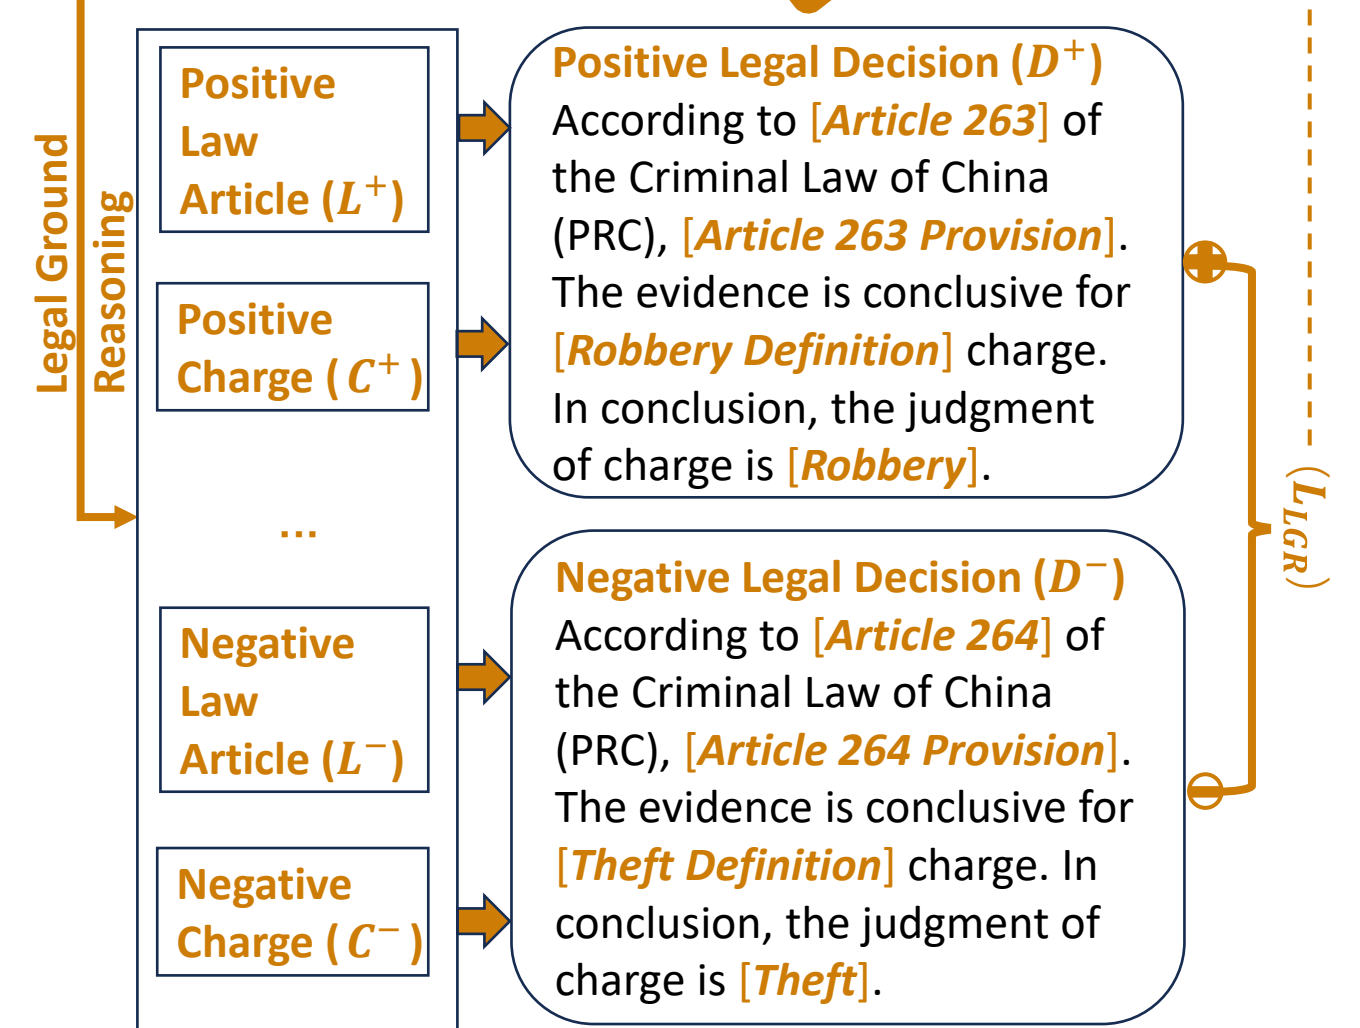 Legal Ground
Reasoning
Positive
Law
Article (L⁺)
Positive
Charge (C⁺)
...
Negative
Law
Article (L⁻)
Negative
Charge (C⁻)
Positive Legal Decision (D⁺)
According to [Article 263] of
the Criminal Law of China
(PRC), [Article 263 Provision].
The evidence is conclusive for
[Robbery Definition] charge.
In conclusion, the judgment
of charge is [Robbery].
Negative Legal Decision (D⁻)
According to [Article 264] of
the Criminal Law of China
(PRC), [Article 264 Provision].
The evidence is conclusive for
[Theft Definition] charge. In
conclusion, the judgment of
charge is [Theft].
(L_LGR)